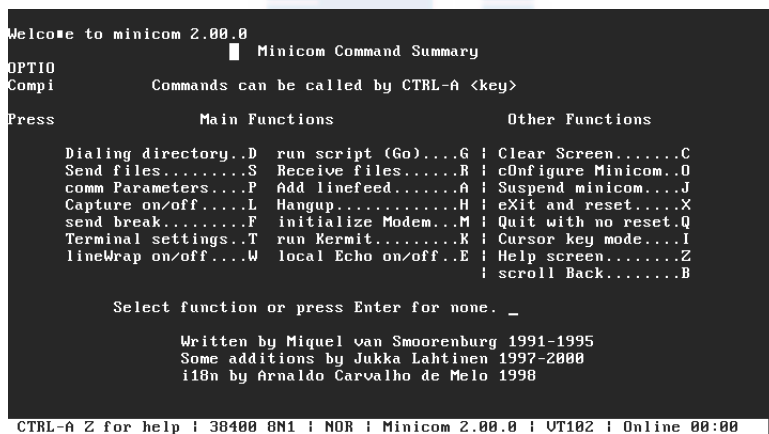 Welcome to minicom 2.00.0
Minicom Command Summary
OPTIO
Compi Commands can be called by CTRL-A <key>
Press Main Functions Other Functions
Dialing directory..D run script (Go)....G | Clear Screen.......C
Send files.........S Receive files......R | cOnfigure Minicom..O
comm Parameters....P Add linefeed.......A | Suspend minicom....J
Capture on/off.....L Hangup.............H | eXit and reset.....X
send break.........F initialize Modem...M | Quit with no reset.Q
Terminal settings..T run Kermit.........K | Cursor key mode....I
lineWrap on/off....W local Echo on/off..E | Help screen........Z
| scroll Back........B
Select function or press Enter for none. _
Written by Miquel van Smoorenburg 1991-1995
Some additions by Jukka Lahtinen 1997-2000
i18n by Arnaldo Carvalho de Melo 1998
CTRL-A Z for help | 38400 8N1 | NOR | Minicom 2.00.0 | VT102 | Online 00:00